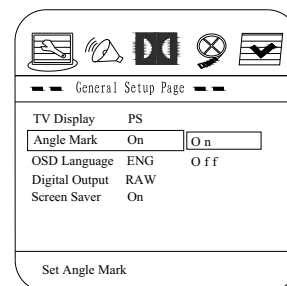 General Setup Page
TV Display PS
Angle Mark On On
OSD Language ENG Off
Digital Output RAW
Screen Saver On
Set Angle Mark